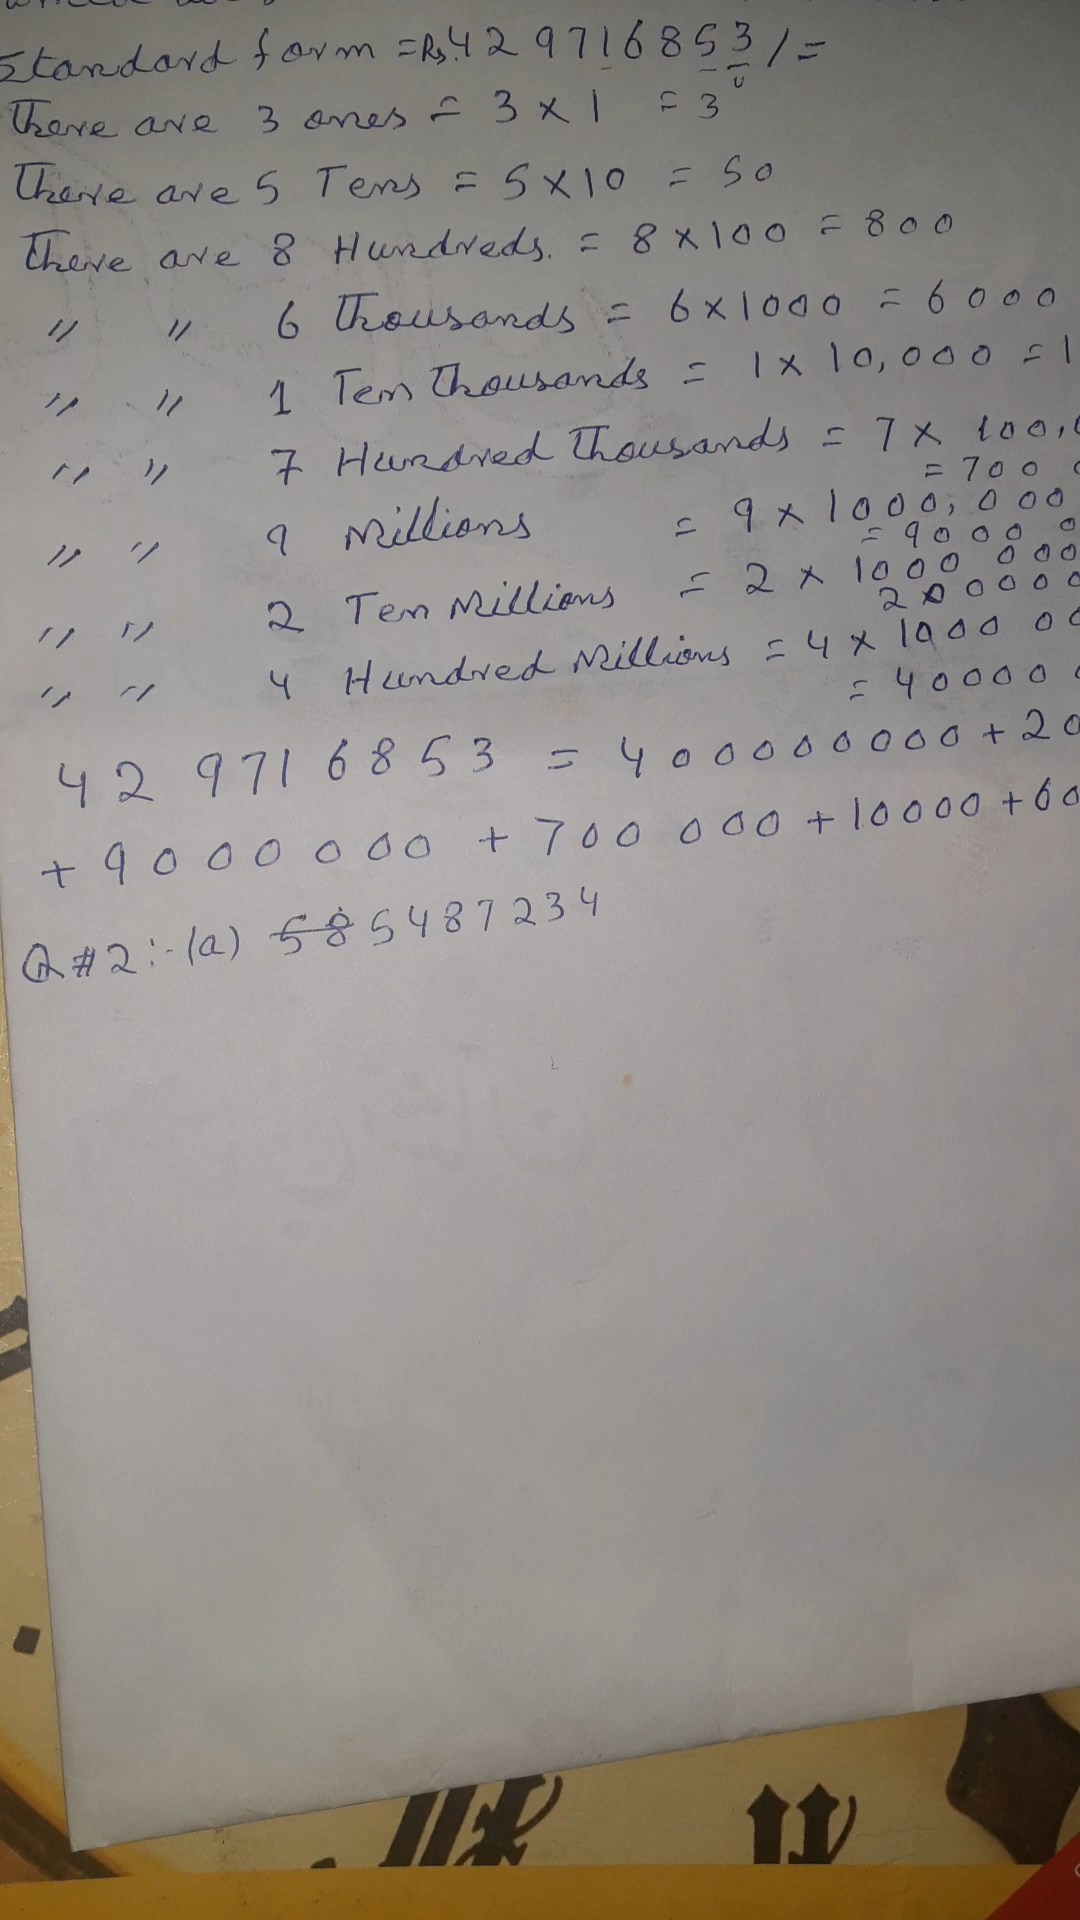 Standard form = Rs. 429716853/=
There are 3 ones = 3 x 1 = 3
There are 5 Tens = 5 x 10 = 50
There are 8 Hundreds. = 8 x 100 = 800
" " 6 Thousands = 6 x 1000 = 6000
" " 1 Ten Thousands = 1 x 10,000 = 1
" " 7 Hundred Thousands = 7 x 100,
= 700
" " 9 Millions = 9 x 1000,000
= 9000 0
" " 2 Ten Millions = 2 x 1000 000
200000
" " 4 Hundred Millions = 4 x 1000 00
= 40000
42 9716853 = 400000000 + 20
+ 9000000 + 700 000 + 10000 + 60
Q#2:-(a) 585487234